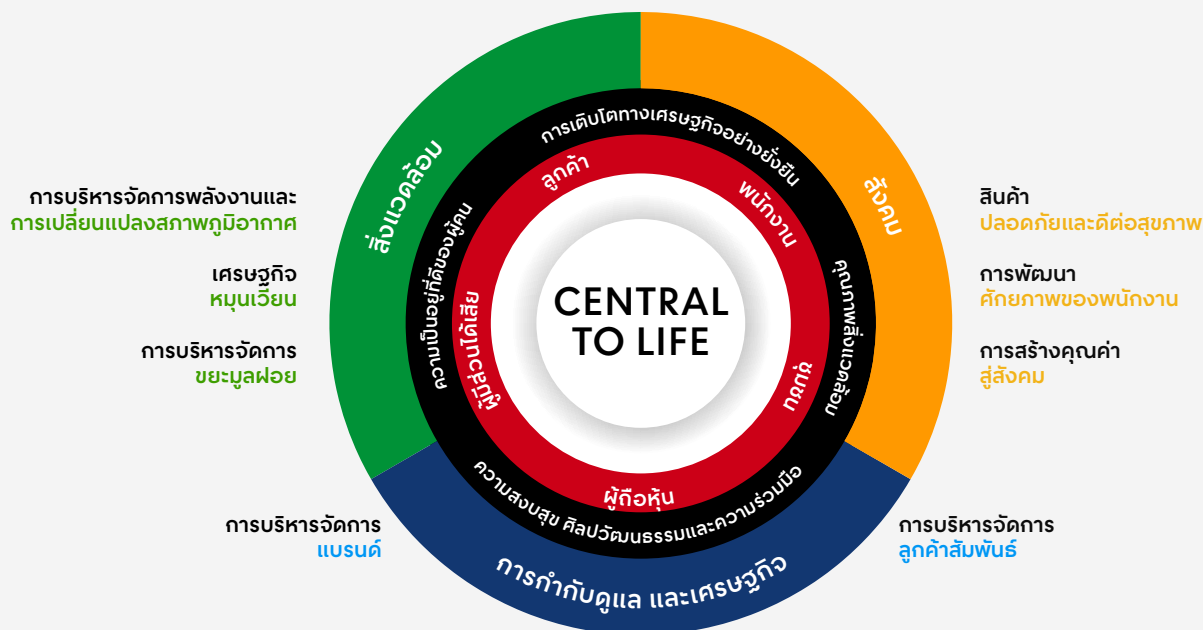 สิ่งแวดล้อม
สังคม
การกำกับดูแล และเศรษฐกิจ
การเติบโตทางเศรษฐกิจอย่างยั่งยืน
คุณภาพสิ่งแวดล้อม
ความสงบสุข ศิลปวัฒนธรรมและความร่วมมือ
ความเป็นอยู่ที่ดีของผู้คน
ลูกค้า
พนักงาน
ชุมชน
ผู้ถือหุ้น
ผู้มีส่วนได้เสีย
CENTRAL
TO LIFE
การบริหารจัดการพลังงานและ
การเปลี่ยนแปลงสภาพภูมิอากาศ
เศรษฐกิจ
หมุนเวียน
การบริหารจัดการ
ขยะมูลฝอย
การบริหารจัดการ
แบรนด์
สินค้า
ปลอดภัยและดีต่อสุขภาพ
การพัฒนา
ศักยภาพของพนักงาน
การสร้างคุณค่า
สู่สังคม
การบริหารจัดการ
ลูกค้าสัมพันธ์